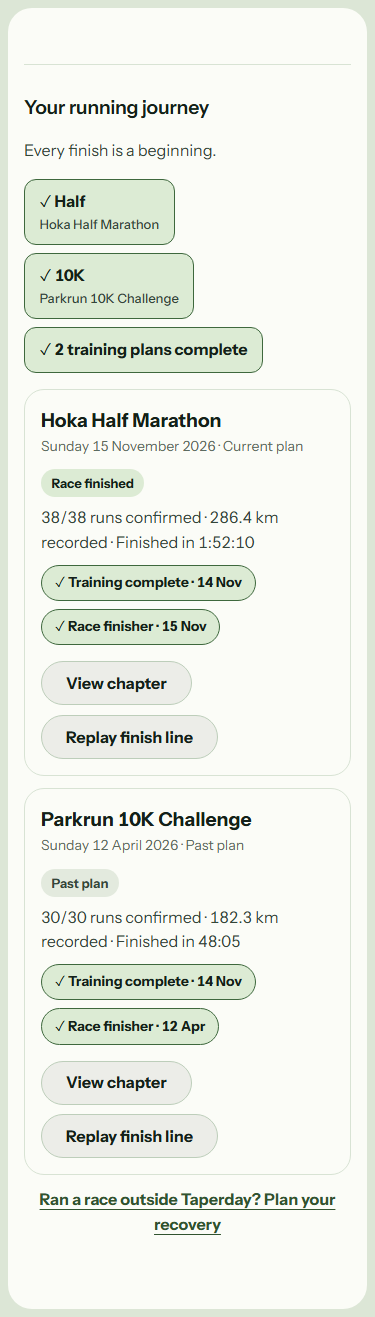 Your running journey
Every finish is a beginning.
✓ Half
Hoka Half Marathon
✓ 10K
Parkrun 10K Challenge
✓ 2 training plans complete
Hoka Half Marathon
Sunday 15 November 2026 · Current plan
Race finished
38/38 runs confirmed · 286.4 km
recorded · Finished in 1:52:10
✓ Training complete · 14 Nov
✓ Race finisher · 15 Nov
View chapter
Replay finish line
Parkrun 10K Challenge
Sunday 12 April 2026 · Past plan
Past plan
30/30 runs confirmed · 182.3 km
recorded · Finished in 48:05
✓ Training complete · 14 Nov
✓ Race finisher · 12 Apr
View chapter
Replay finish line
Ran a race outside Taperday? Plan your
recovery